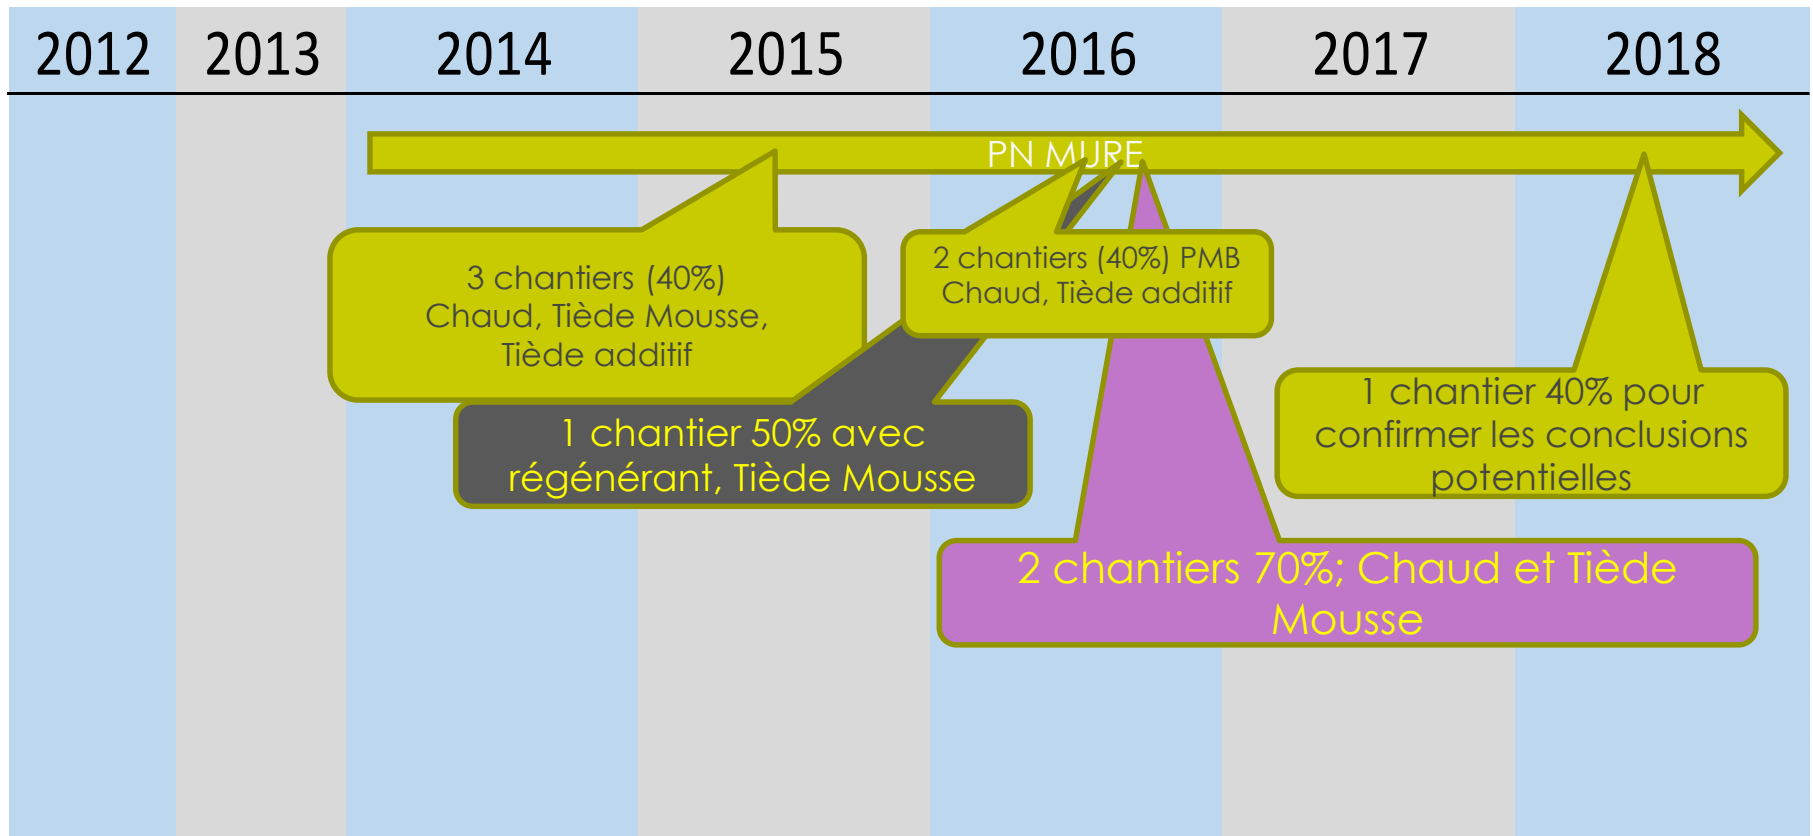 2012 2013 2014 2015 2016 2017 2018
PN MURE
3 chantiers (40%)
Chaud, Tiède Mousse,
Tiède additif
2 chantiers (40%) PMB
Chaud, Tiède additif
1 chantier 50% avec
régénérant, Tiède Mousse
1 chantier 40% pour
confirmer les conclusions
potentielles
2 chantiers 70%; Chaud et Tiède
Mousse